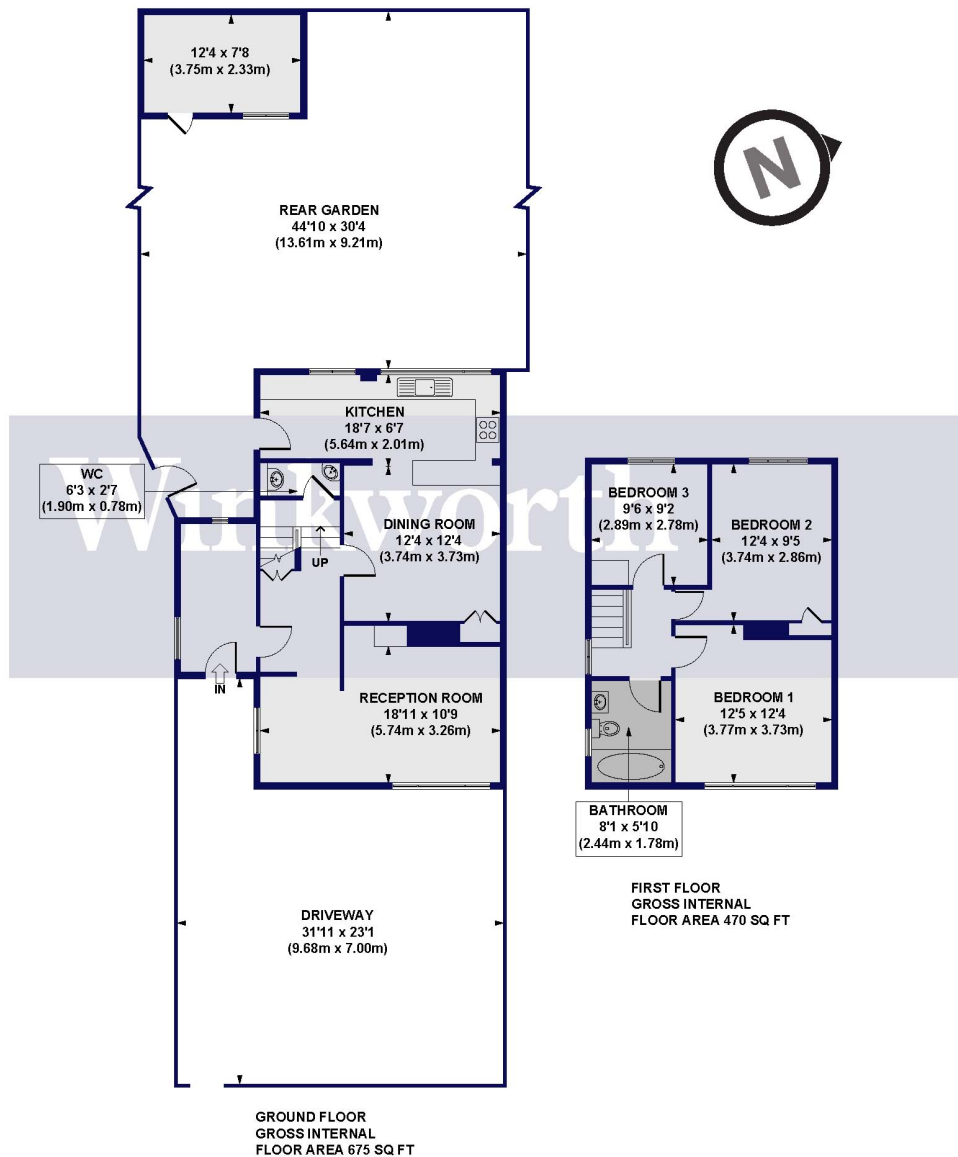 12'4 x 7'8
(3.75m x 2.33m)
N
REAR GARDEN
44'10 x 30'4
(13.61m x 9.21m)
KITCHEN
18'7 x 6'7
(5.64m x 2.01m)
Winkworth
WC
6'3 x 2'7
(1.90m x 0.78m)
DINING ROOM
12'4 x 12'4
(3.74m x 3.73m)
UP
IN
RECEPTION ROOM
18'11 x 10'9
(5.74m x 3.26m)
BEDROOM 3
9'6 x 9'2
(2.89m x 2.78m)
BEDROOM 2
12'4 x 9'5
(3.74m x 2.86m)
BEDROOM 1
12'5 x 12'4
(3.77m x 3.73m)
BATHROOM
8'1 x 5'10
(2.44m x 1.78m)
FIRST FLOOR
GROSS INTERNAL
FLOOR AREA 470 SQ FT
DRIVEWAY
31'11 x 23'1
(9.68m x 7.00m)
GROUND FLOOR
GROSS INTERNAL
FLOOR AREA 675 SQ FT